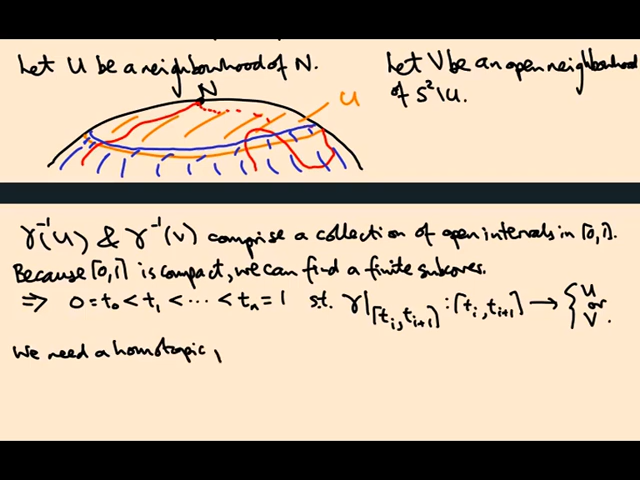 Let U be a neighbourhood of N.
Let V be an open neighbourhood
of S²\U.
N
U
γ⁻¹(U) & γ⁻¹(V) comprise a collection of open intervals in [0,1].
Because [0,1] is compact, we can find a finite subcover.
⇒ 0=t₀<t₁<⋯<tₙ=1 s.t. γ|[tᵢ,tᵢ₊₁] : [tᵢ,tᵢ₊₁] → { U or V.
We need a homotopic